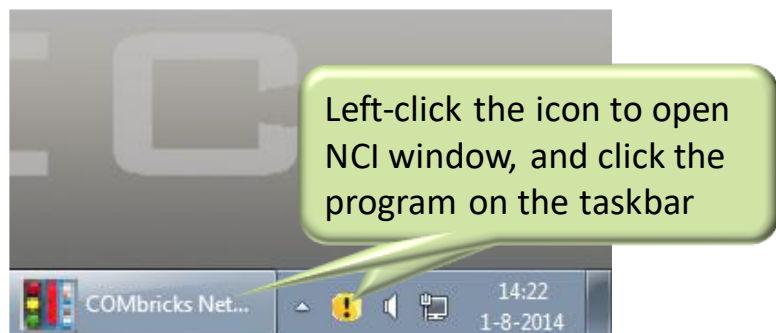 IC
Left-click the icon to open
NCI window, and click the
program on the taskbar
COMbricks Net...
14:22
1-8-2014